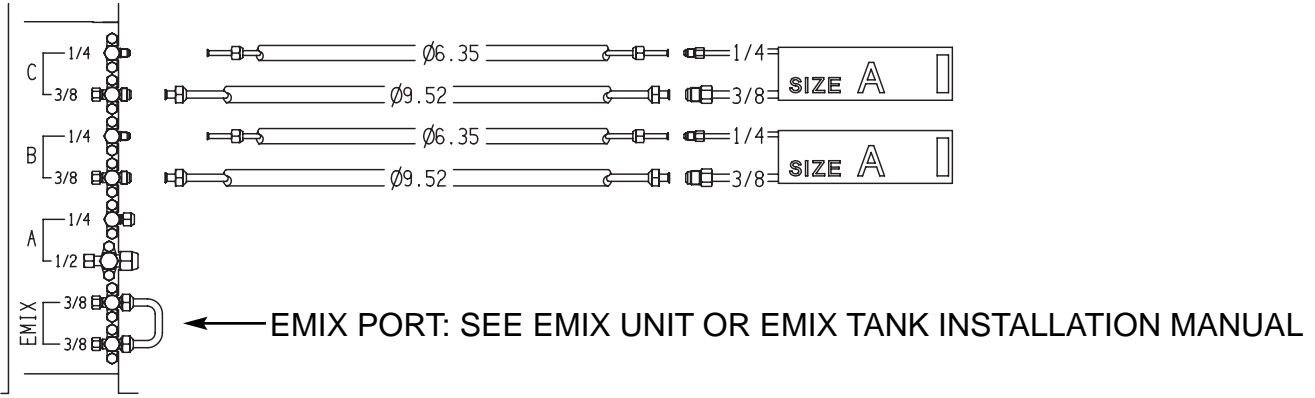 1/4 Ø6.35 1/4
C SIZE A
3/8 Ø9.52 3/8
1/4 Ø6.35 1/4
B SIZE A
3/8 Ø9.52 3/8
1/4
A
1/2
3/8
EMIX EMIX PORT: SEE EMIX UNIT OR EMIX TANK INSTALLATION MANUAL
3/8